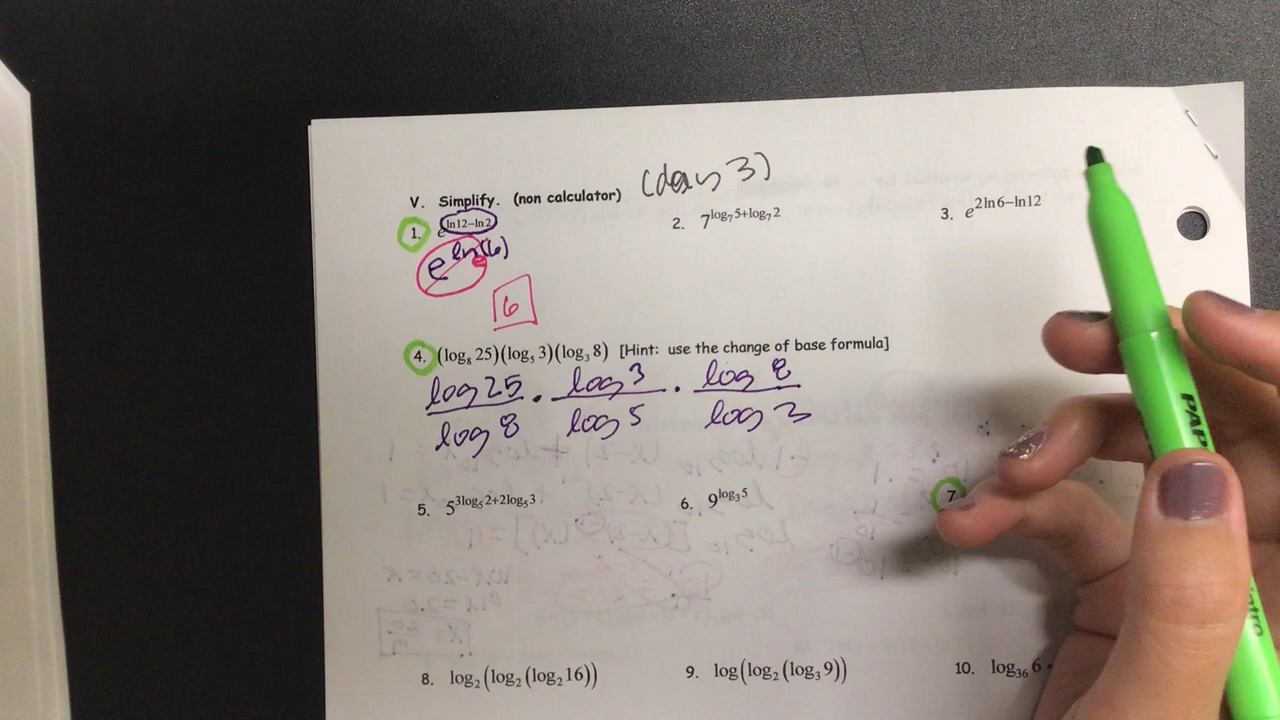 (day 3)
V. Simplify. (non calculator)
1. e^{ln12–ln2}
2. 7^{log₇5+log₇2}
3. e^{2ln6–ln12}
e^{ln(6)}
6
4. (log₈ 25)(log₅ 3)(log₃ 8) [Hint: use the change of base formula]
log 25 / log 8 · log 3 / log 5 · log 8 / log 3
5. 5^{3log₅2+2log₅3}
6. 9^{log₃5}
7
8. log₂(log₂(log₂16))
9. log(log₂(log₃9))
10. log₃₆ 6